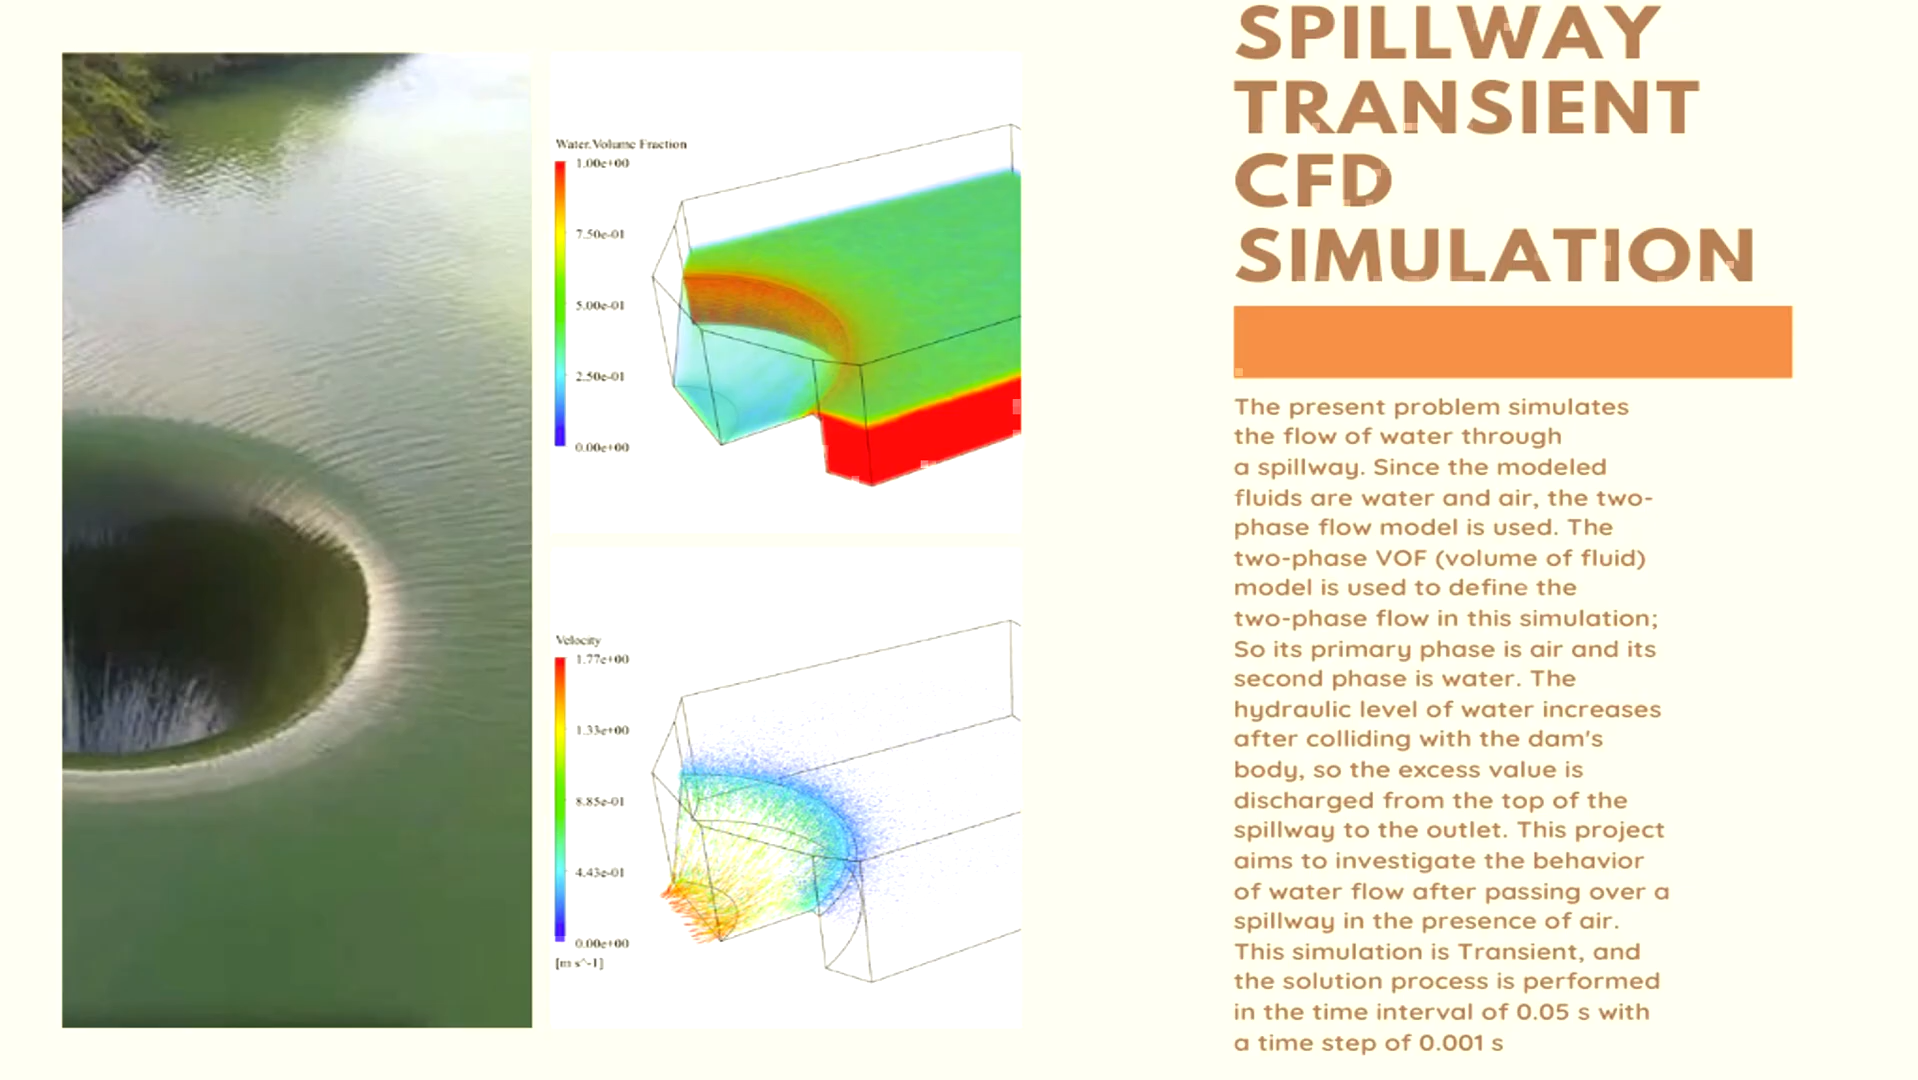 SPILLWAY
TRANSIENT
CFD
SIMULATION
Water.Volume Fraction
1.00e+00
7.50e-01
5.00e-01
2.50e-01
0.00e+00
Velocity
1.77e+00
1.33e+00
8.85e-01
4.43e-01
0.00e+00
[m s^-1]
The present problem simulates
the flow of water through
a spillway. Since the modeled
fluids are water and air, the two-
phase flow model is used. The
two-phase VOF (volume of fluid)
model is used to define the
two-phase flow in this simulation;
So its primary phase is air and its
second phase is water. The
hydraulic level of water increases
after colliding with the dam's
body, so the excess value is
discharged from the top of the
spillway to the outlet. This project
aims to investigate the behavior
of water flow after passing over a
spillway in the presence of air.
This simulation is Transient, and
the solution process is performed
in the time interval of 0.05 s with
a time step of 0.001 s